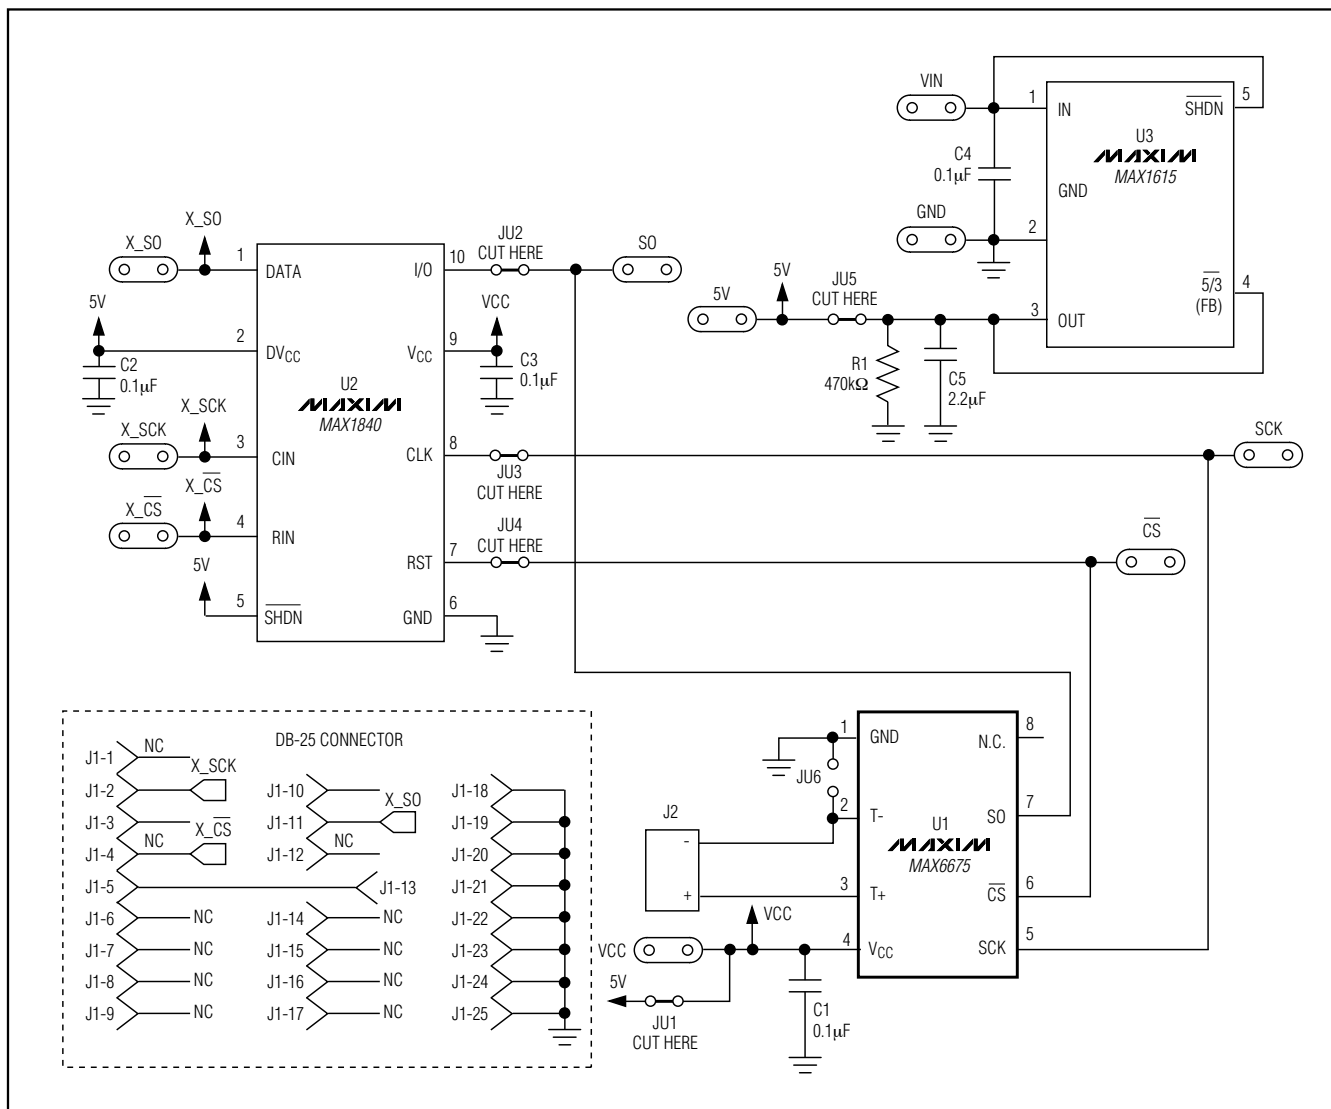 VIN
1
IN
SHDN
5
U3
MAXIM
MAX1615
C4
0.1µF
GND
GND
2
5/3
(FB)
4
5V
5V
JU5
CUT HERE
3
OUT
R1
470kΩ
C5
2.2µF
X_SO
X_SO
1
DATA
I/O
10
JU2
CUT HERE
SO
5V
2
DVCC
VCC
9
VCC
C2
0.1µF
C3
0.1µF
U2
MAXIM
MAX1840
X_SCK
X_SCK
3
CIN
CLK
8
JU3
CUT HERE
SCK
X_CS
X_CS
4
RIN
RST
7
JU4
CUT HERE
CS
5V
5
SHDN
GND
6
DB-25 CONNECTOR
J1-1
NC
J1-2
X_SCK
J1-3
J1-4
NC
X_CS
J1-5
J1-13
J1-6
NC
J1-7
NC
J1-8
NC
J1-9
NC
J1-10
J1-11
X_SO
J1-12
NC
J1-14
NC
J1-15
NC
J1-16
NC
J1-17
NC
J1-18
J1-19
J1-20
J1-21
J1-22
J1-23
J1-24
J1-25
1
GND
N.C.
8
JU6
2
T-
SO
7
U1
MAXIM
MAX6675
J2
-
+
3
T+
CS
6
VCC
VCC
4
VCC
SCK
5
5V
JU1
CUT HERE
C1
0.1µF